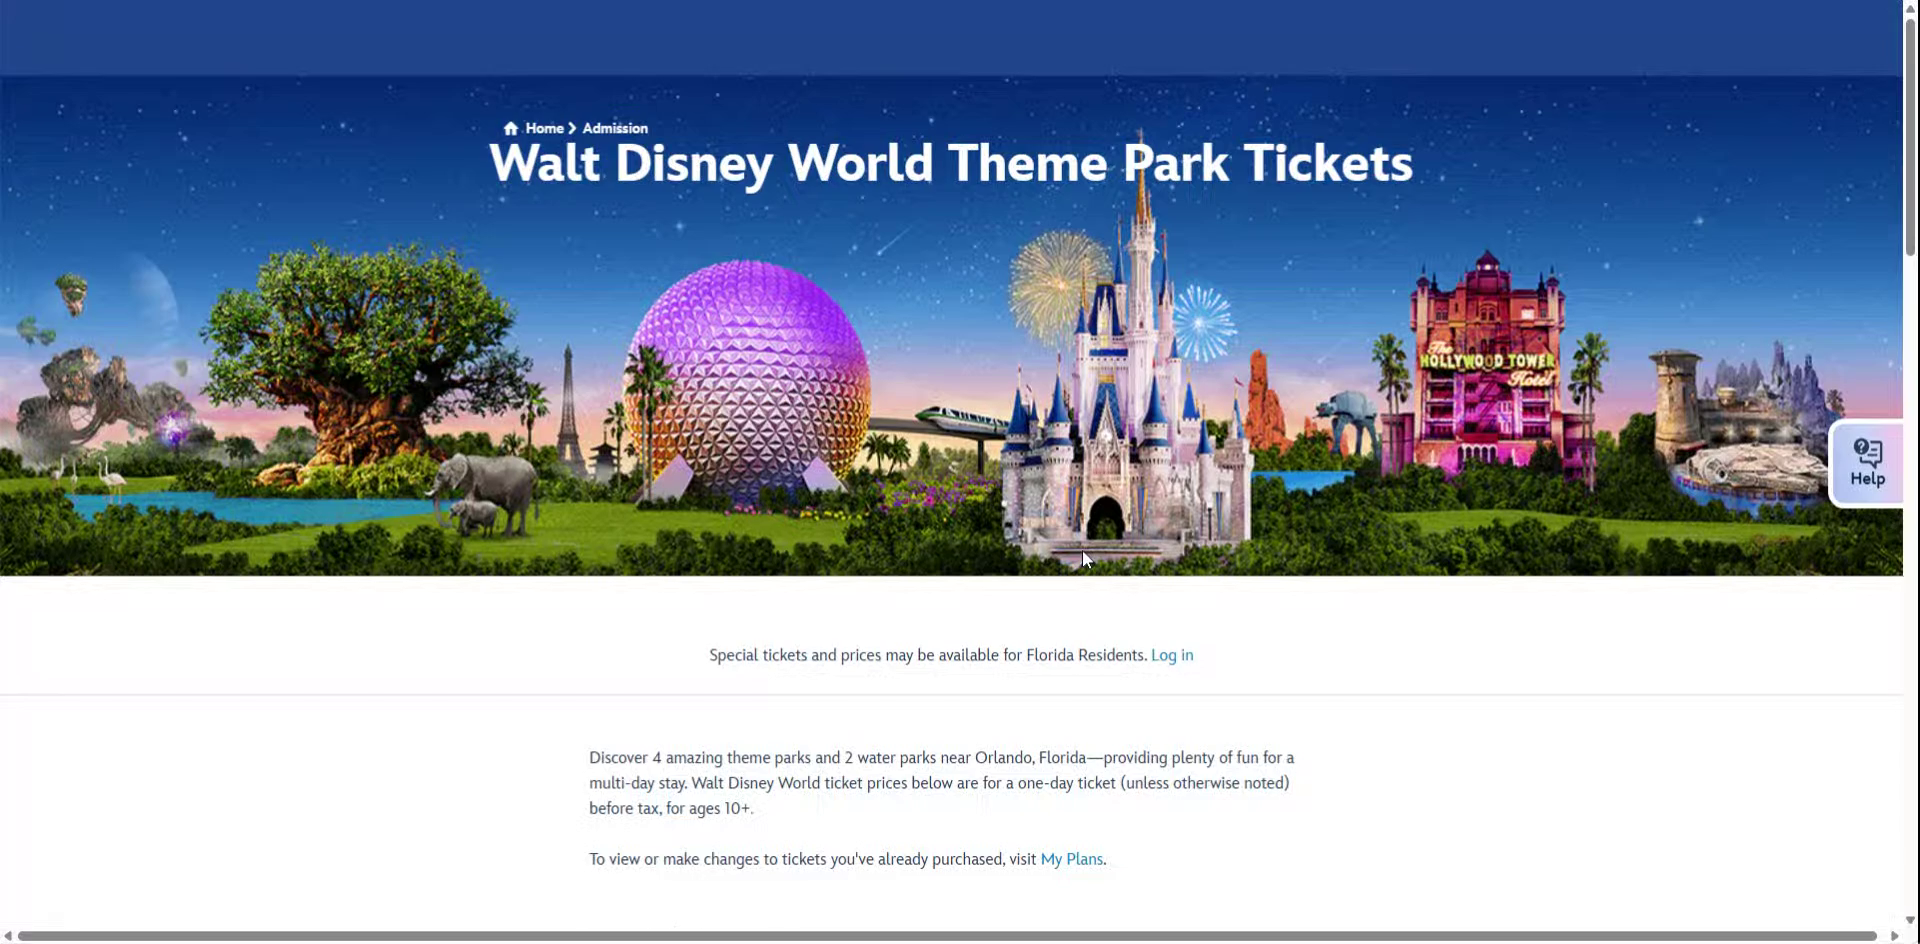 Home > Admission
Walt Disney World Theme Park Tickets
The
HOLLYWOOD TOWER
Hotel
Help
Special tickets and prices may be available for Florida Residents. Log in
Discover 4 amazing theme parks and 2 water parks near Orlando, Florida—providing plenty of fun for a
multi-day stay. Walt Disney World ticket prices below are for a one-day ticket (unless otherwise noted)
before tax, for ages 10+.
To view or make changes to tickets you've already purchased, visit My Plans.